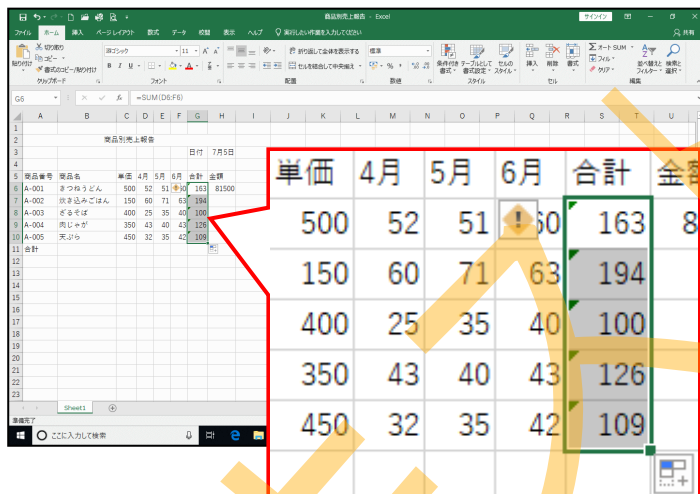 商品別売上報告 - Excel
サインイン
ファイル ホーム 挿入 ページレイアウト 数式 データ 校閲 表示 ヘルプ 実行したい作業を入力してください 共有
貼り付け
切り取り
コピー
書式のコピー/貼り付け
クリップボード
游ゴシック 11
B I U
フォント
折り返して全体を表示する
セルを結合して中央揃え
配置
標準
数値
条件付き書式 テーブルとして書式設定 セルのスタイル
スタイル
挿入 削除 書式
セル
オート SUM
フィル
クリア
並べ替えと フィルター 検索と 選択
編集
G6 =SUM(D6:F6)
A B C D E F G H I J K L M N O P Q R S T U
商品別売上報告
日付 7月5日
商品番号 商品名 単価 4月 5月 6月 合計 金額
A-001 きつねうどん 500 52 51 60 163 81500
A-002 炊き込みごはん 150 60 71 63 194
A-003 ざるそば 400 25 35 40 100
A-004 肉じゃが 350 43 40 43 126
A-005 天ぷら 450 32 35 42 109
合計
Sheet1
準備完了
ここに入力して検索
単価 4月 5月 6月 合計 金額
500 52 51 60 163 8
150 60 71 63 194
400 25 35 40 100
350 43 40 43 126
450 32 35 42 109